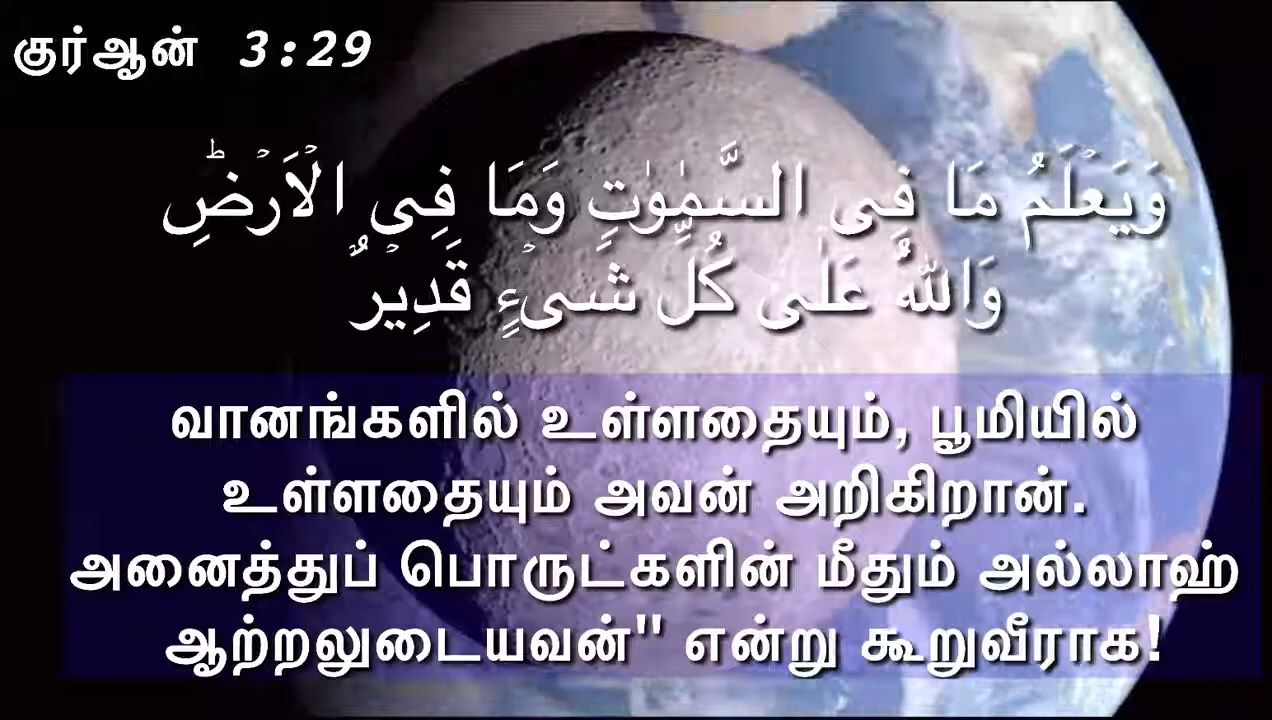 குர்ஆன் 3:29
وَيَعْلَمُ مَا فِى السَّمٰوٰتِ وَمَا فِى الْاَرْضِؕ
وَاللّٰهُ عَلٰى كُلِّ شَىْءٍ قَدِيْرٌ
வானங்களில் உள்ளதையும், பூமியில்
உள்ளதையும் அவன் அறிகிறான்.
அனைத்துப் பொருட்களின் மீதும் அல்லாஹ்
ஆற்றலுடையவன்" என்று கூறுவீராக!